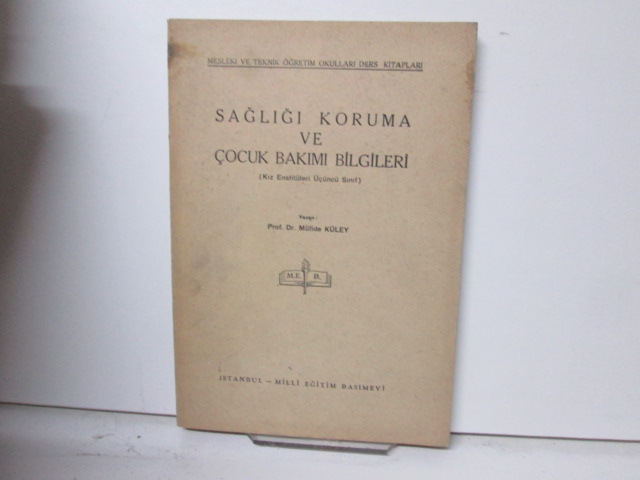 MESLEKİ VE TEKNİK ÖĞRETİM OKULLARI DERS KİTAPLARI
SAĞLIĞI KORUMA
VE
ÇOCUK BAKIMI BİLGİLERİ
(Kız Enstitüleri Üçüncü Sınıf)
Yazan:
Prof. Dr. Müfide KÜLEY
M.E. B.
İSTANBUL — MİLLÎ EĞİTİM BASIMEVİ